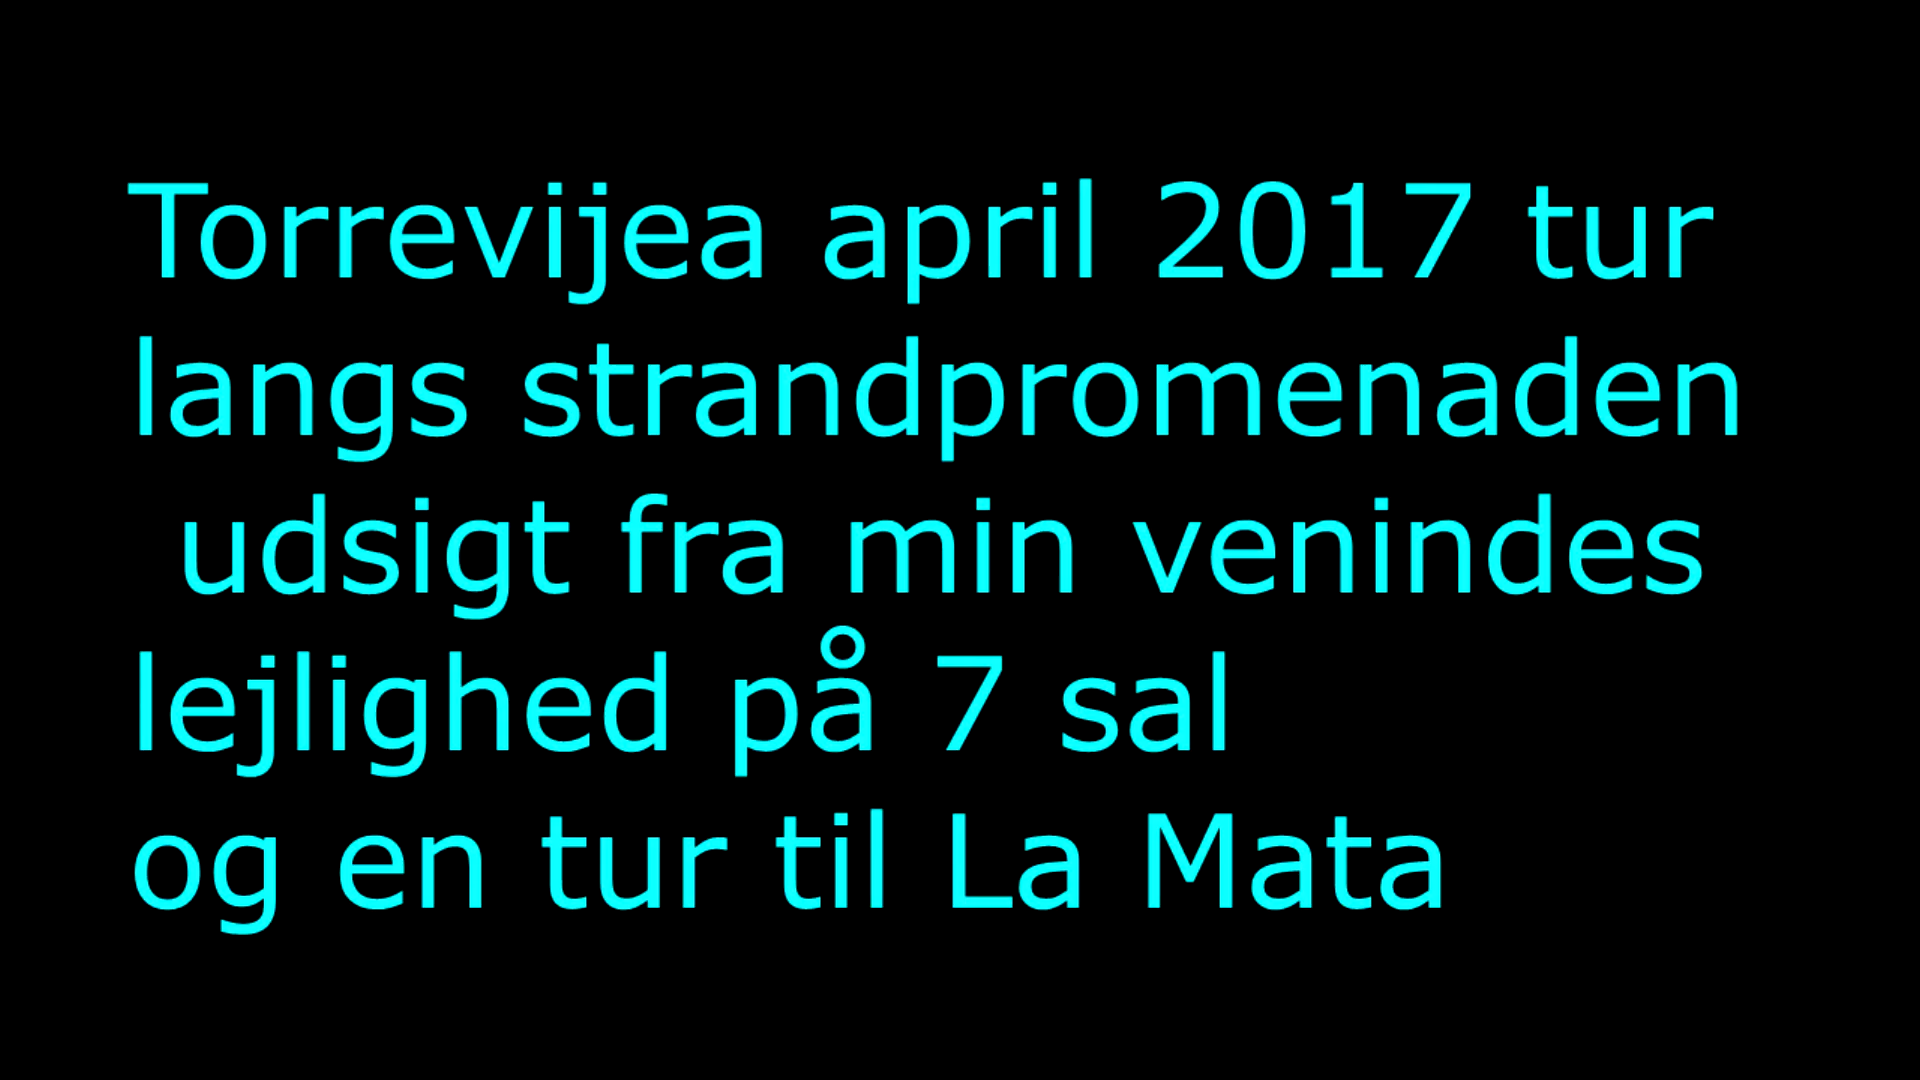 Torrevijea april 2017 tur
langs strandpromenaden
udsigt fra min venindes
lejlighed på 7 sal
og en tur til La Mata